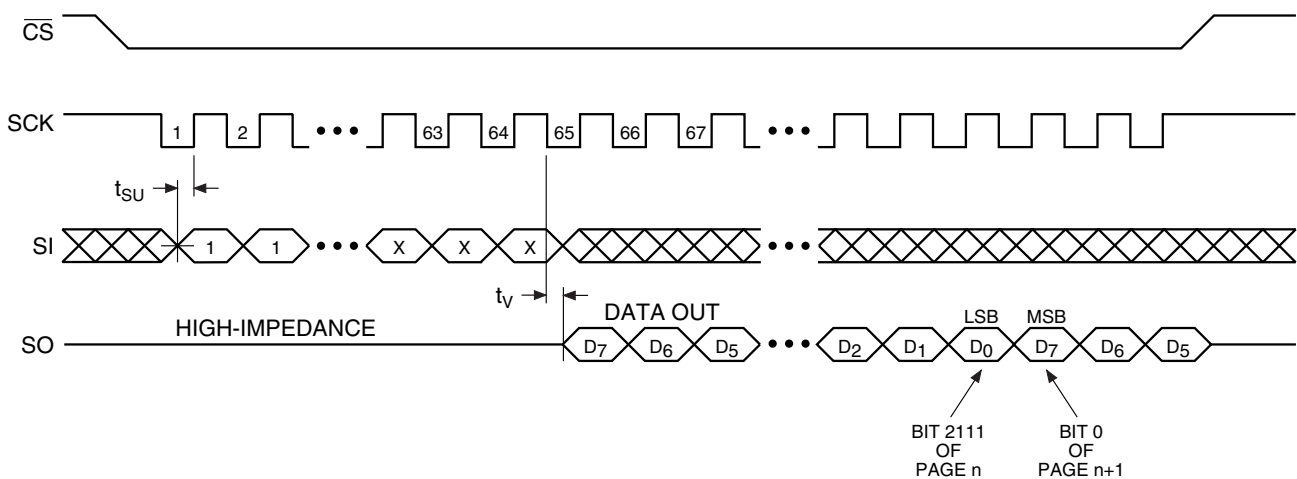 CS
SCK 1 2 63 64 65 66 67
tSU
SI 1 1 X X X
tV
HIGH-IMPEDANCE DATA OUT LSB MSB
SO D7 D6 D5 D2 D1 D0 D7 D6 D5
BIT 2111
OF
PAGE n
BIT 0
OF
PAGE n+1